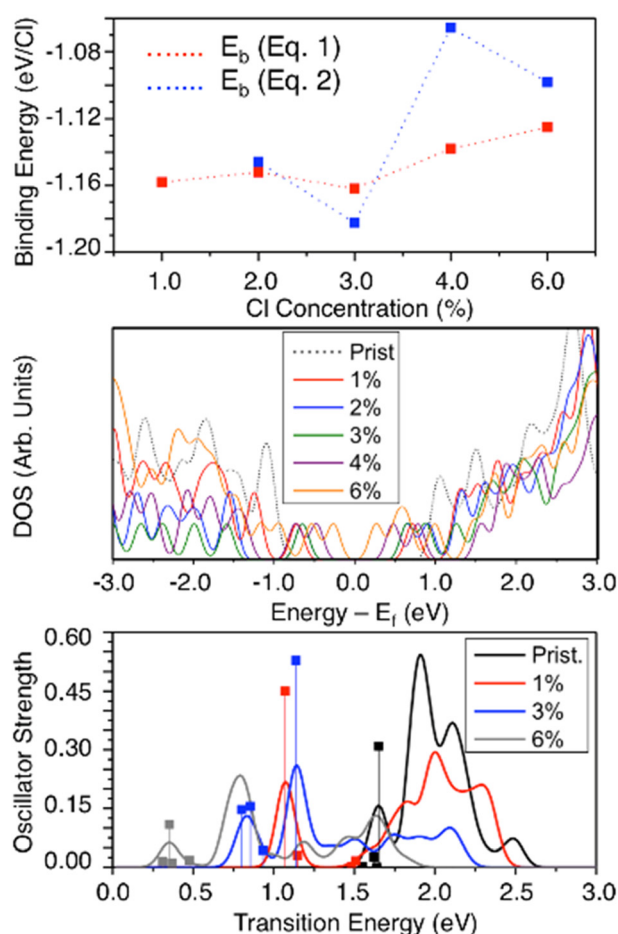 Binding Energy (eV/Cl)
-1.08
-1.12
-1.16
-1.20
E_b (Eq. 1)
E_b (Eq. 2)
1.0 2.0 3.0 4.0 6.0
Cl Concentration (%)
DOS (Arb. Units)
Prist
1%
2%
3%
4%
6%
-3.0 -2.0 -1.0 0.0 1.0 2.0 3.0
Energy – E_f (eV)
Oscillator Strength
0.60
0.45
0.30
0.15
0.00
Prist.
1%
3%
6%
0.0 0.5 1.0 1.5 2.0 2.5 3.0
Transition Energy (eV)